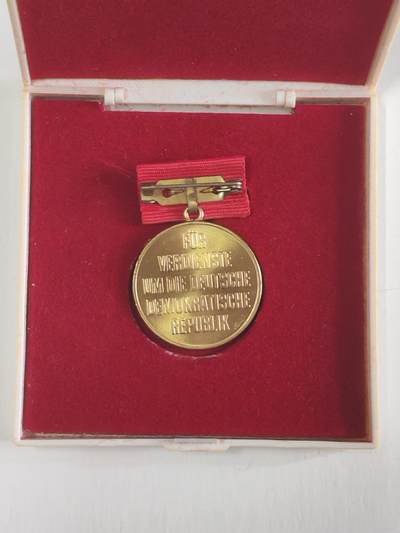 FÜR
VERDIENSTE
UM DIE DEUTSCHE
DEMOKRATISCHE
REPUBLIK